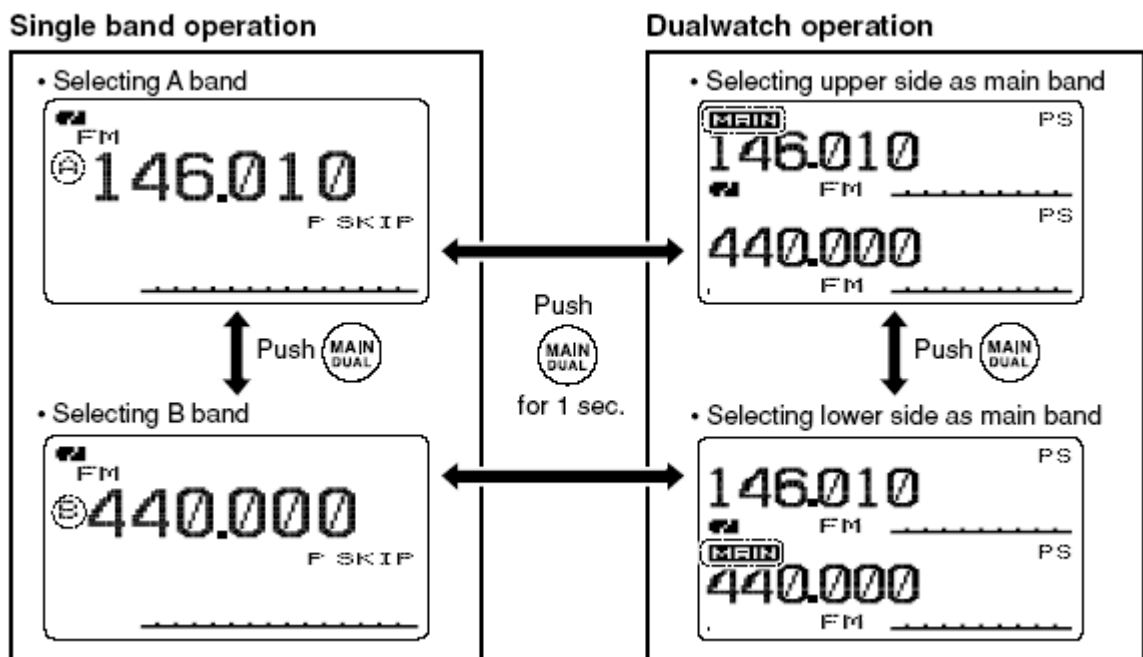 Single band operation
• Selecting A band
FM
A 146.010
P SKIP
Push MAIN DUAL
• Selecting B band
FM
B 440.000
P SKIP
Push
MAIN
DUAL
for 1 sec.
Dualwatch operation
• Selecting upper side as main band
MAIN PS
146.010
FM
PS
440.000
FM
Push MAIN DUAL
• Selecting lower side as main band
PS
146.010
FM
MAIN PS
440.000
FM